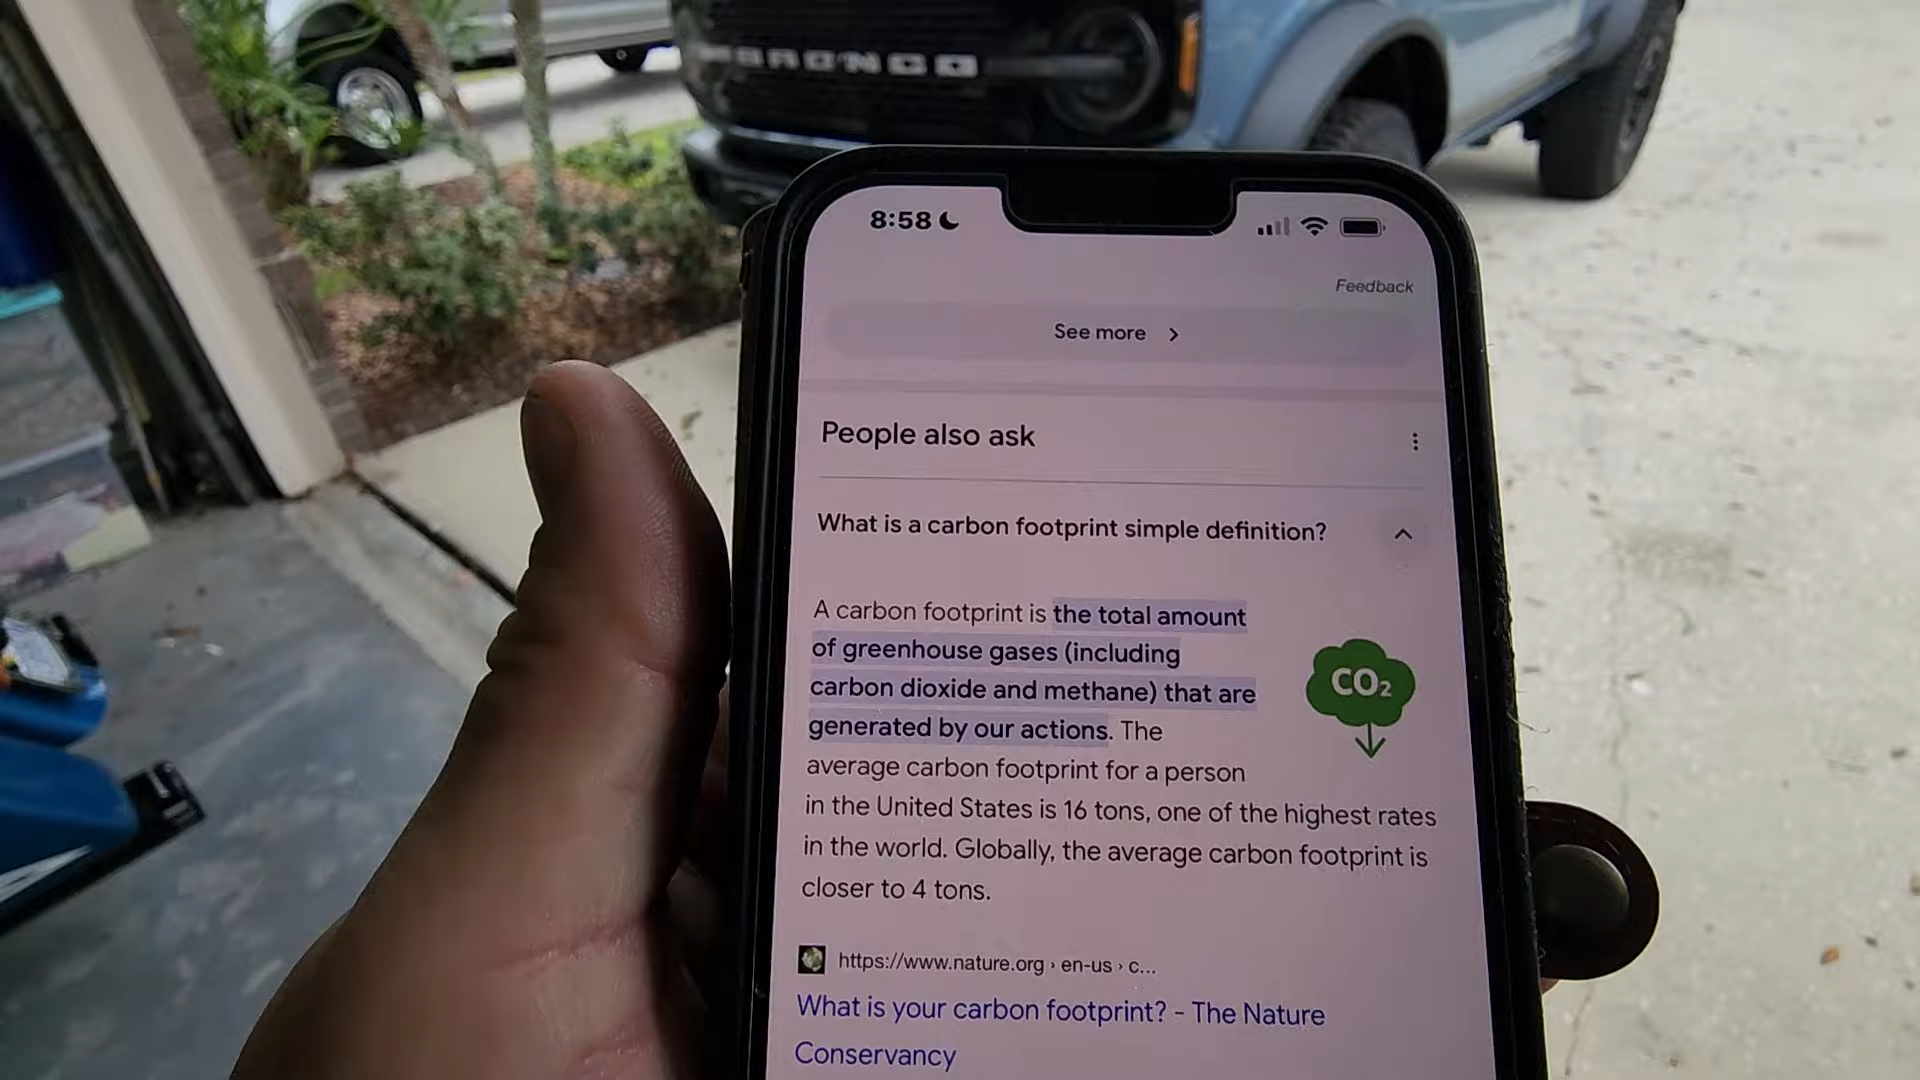 BRONCO
8:58
Feedback
See more
People also ask
What is a carbon footprint simple definition?
A carbon footprint is the total amount
of greenhouse gases (including
carbon dioxide and methane) that are
generated by our actions. The
average carbon footprint for a person
in the United States is 16 tons, one of the highest rates
in the world. Globally, the average carbon footprint is
closer to 4 tons.
CO₂
https://www.nature.org › en-us › c...
What is your carbon footprint? - The Nature
Conservancy